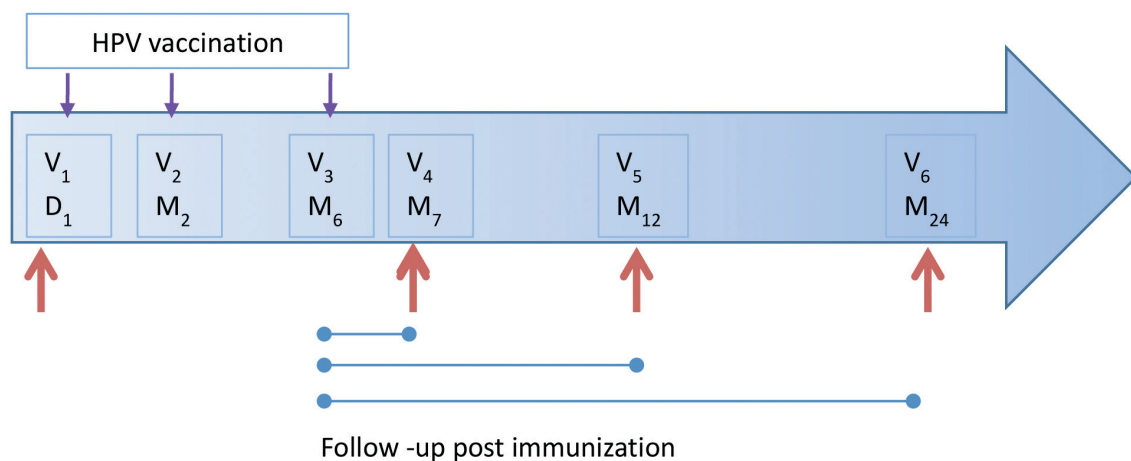 HPV vaccination
V₁
D₁
V₂
M₂
V₃
M₆
V₄
M₇
V₅
M₁₂
V₆
M₂₄
Follow -up post immunization